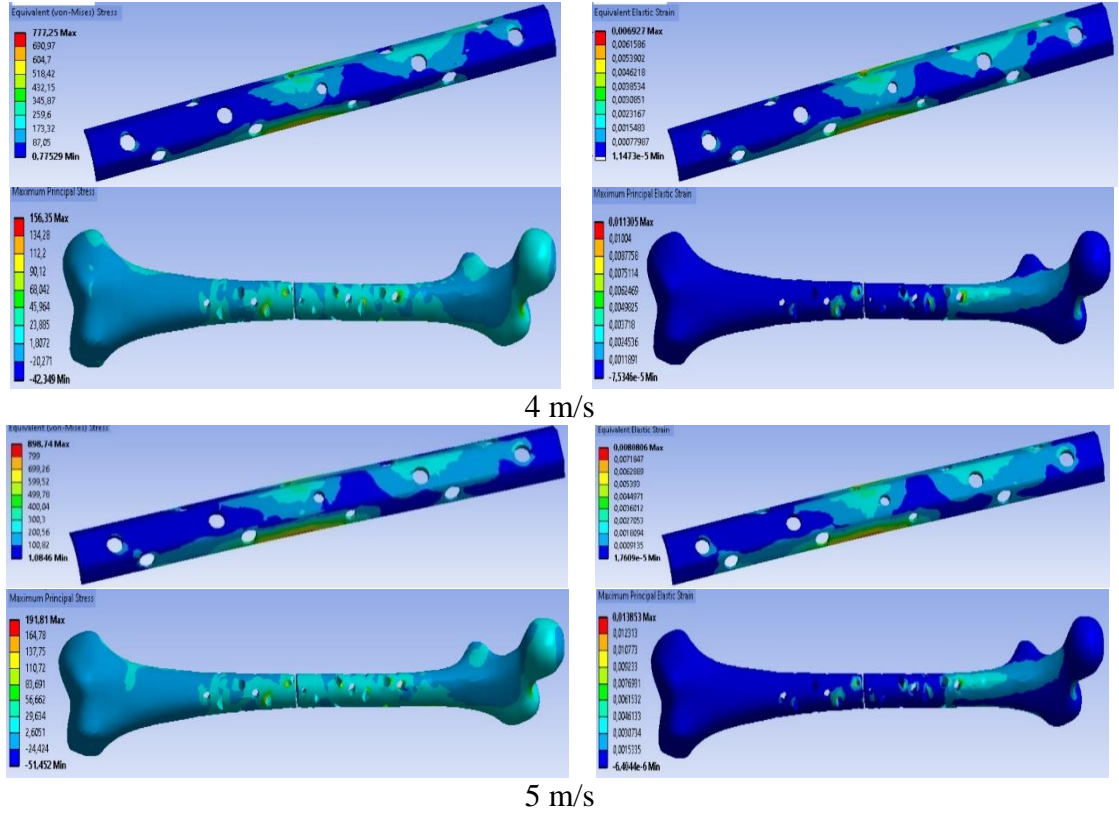 Equivalent (von-Mises) Stress
777,25 Max
690,97
604,7
518,42
432,15
345,87
259,6
173,32
87,05
0,77529 Min
Equivalent Elastic Strain
0,006927 Max
0,0061586
0,0053902
0,0046218
0,0038534
0,0030851
0,0023167
0,0015483
0,00077987
1,1473e-5 Min
Maximum Principal Stress
156,35 Max
134,28
112,2
90,12
68,042
45,964
23,885
1,8072
-20,271
-42,349 Min
Maximum Principal Elastic Strain
0,011305 Max
0,01004
0,0087758
0,0075114
0,0062469
0,0049825
0,003718
0,0024536
0,0011891
-7,5346e-5 Min
4 m/s
Equivalent (von-Mises) Stress
898,74 Max
799
699,26
599,52
499,78
400,04
300,3
200,56
100,82
1,0846 Min
Equivalent Elastic Strain
0,0080806 Max
0,0071847
0,0062889
0,005393
0,0044971
0,0036012
0,0027053
0,0018094
0,0009135
1,7609e-5 Min
Maximum Principal Stress
191,81 Max
164,78
137,75
110,72
83,691
56,662
29,634
2,6051
-24,424
-51,452 Min
Maximum Principal Elastic Strain
0,013853 Max
0,012313
0,010773
0,009233
0,0076931
0,0061532
0,0046133
0,0030734
0,0015335
-6,4044e-6 Min
5 m/s